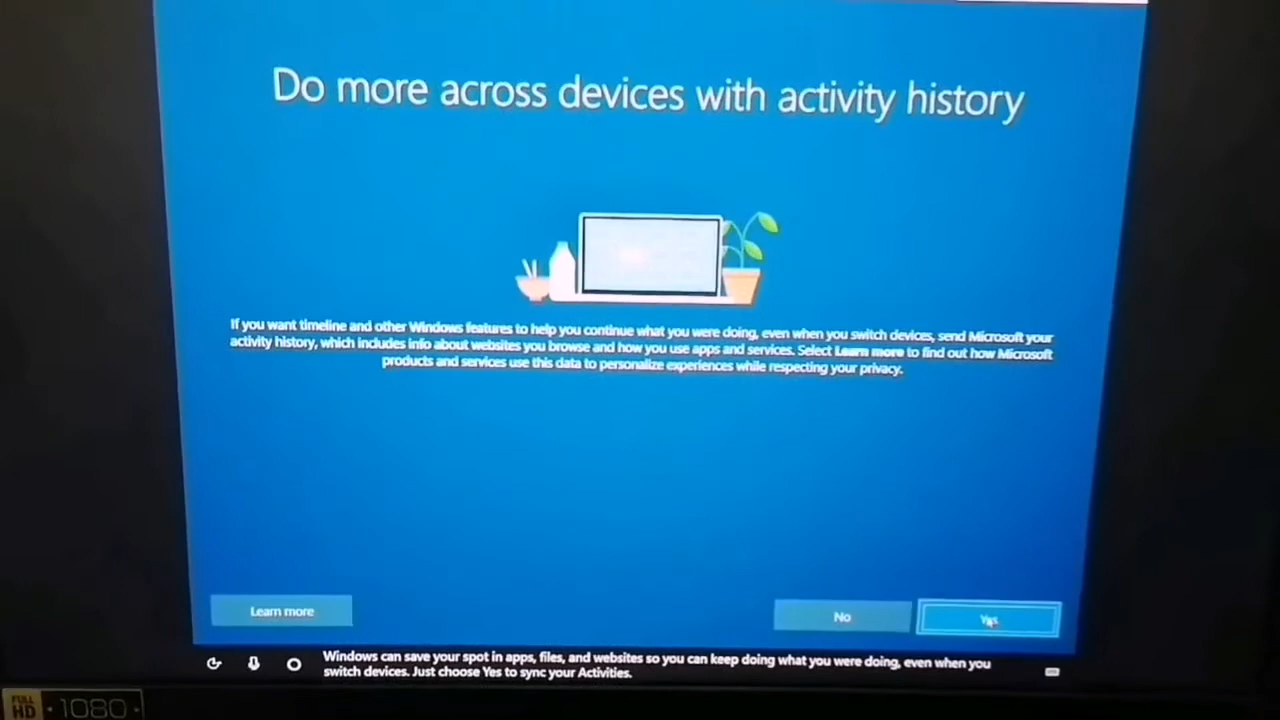 Do more across devices with activity history
If you want timeline and other Windows features to help you continue what you were doing, even when you switch devices, send Microsoft your
activity history, which includes info about websites you browse and how you use apps and services. Select Learn more to find out how Microsoft
products and services use this data to personalize experiences while respecting your privacy.
Learn more
No
Yes
Windows can save your spot in apps, files, and websites so you can keep doing what you were doing, even when you
switch devices. Just choose Yes to sync your Activities.
FULL
HD
1080